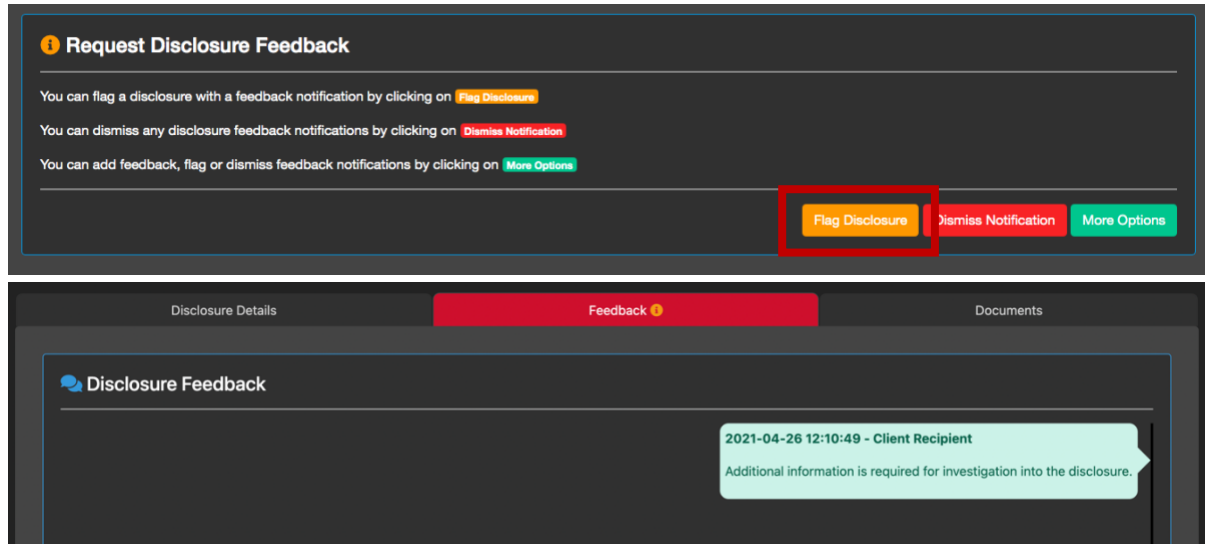 Request Disclosure Feedback
You can flag a disclosure with a feedback notification by clicking on Flag Disclosure
You can dismiss any disclosure feedback notifications by clicking on Dismiss Notification
You can add feedback, flag or dismiss feedback notifications by clicking on More Options
Flag Disclosure Dismiss Notification More Options
Disclosure Details Feedback Documents
Disclosure Feedback
2021-04-26 12:10:49 - Client Recipient
Additional information is required for investigation into the disclosure.